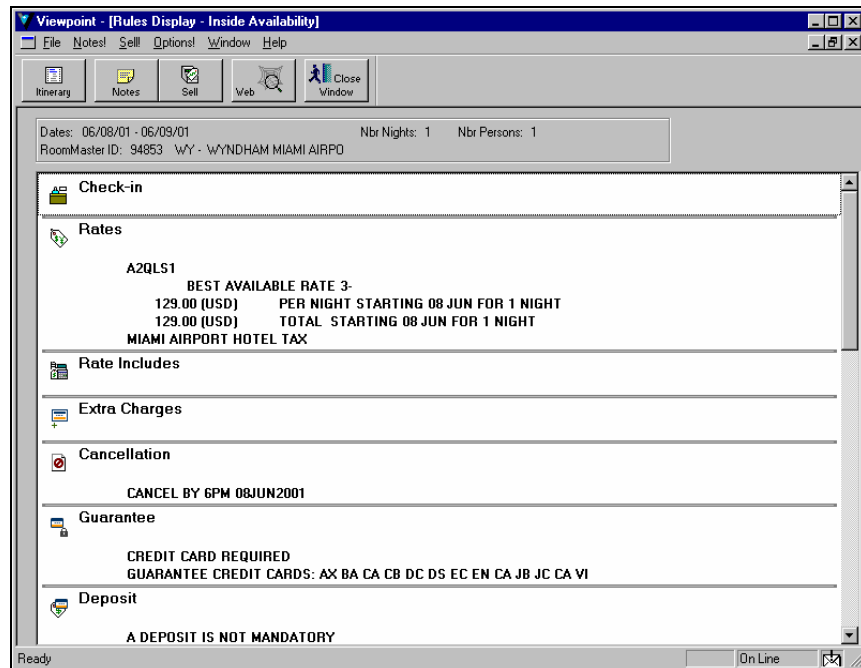 Viewpoint - [Rules Display - Inside Availability]
File Notes! Sell! Options! Window Help
Itinerary Notes Sell Web Close Window
Dates: 06/08/01 - 06/09/01 Nbr Nights: 1 Nbr Persons: 1
RoomMaster ID: 94853 WY - WYNDHAM MIAMI AIRPO
Check-in
Rates
A2QLS1
BEST AVAILABLE RATE 3-
129.00 (USD) PER NIGHT STARTING 08 JUN FOR 1 NIGHT
129.00 (USD) TOTAL STARTING 08 JUN FOR 1 NIGHT
MIAMI AIRPORT HOTEL TAX
Rate Includes
Extra Charges
Cancellation
CANCEL BY 6PM 08JUN2001
Guarantee
CREDIT CARD REQUIRED
GUARANTEE CREDIT CARDS: AX BA CA CB DC DS EC EN CA JB JC CA VI
Deposit
A DEPOSIT IS NOT MANDATORY
Ready On Line